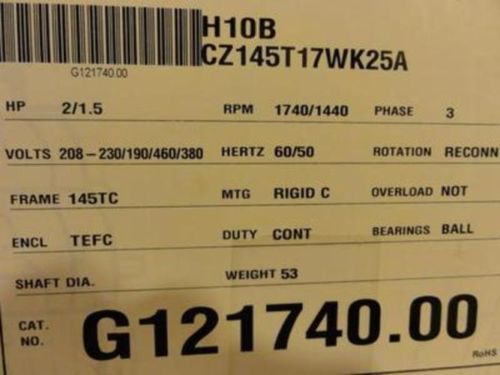 H10B
CZ145T17WK25A
G121740.00
HP 2/1.5 RPM 1740/1440 PHASE 3
VOLTS 208-230/190/460/380 HERTZ 60/50 ROTATION RECONN
FRAME 145TC MTG RIGID C OVERLOAD NOT
ENCL TEFC DUTY CONT BEARINGS BALL
SHAFT DIA. WEIGHT 53
CAT. NO. G121740.00
RoHS